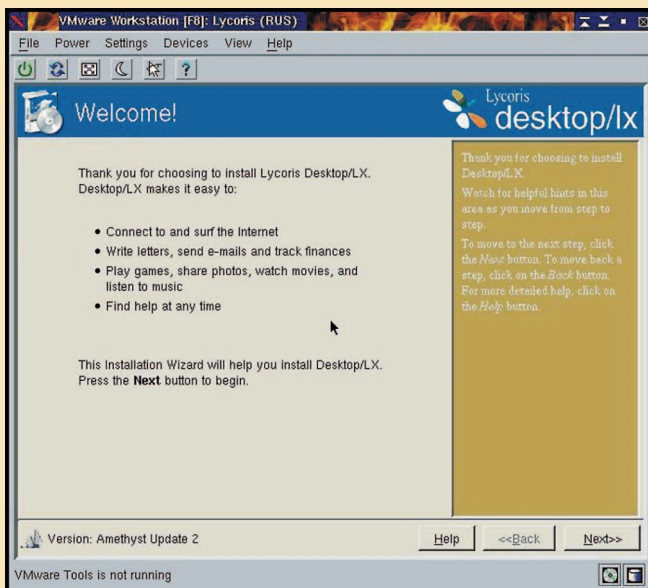 VMware Workstation [F8]: Lycoris (RUS)
File Power Settings Devices View Help
?
Welcome!
Lycoris
desktop/lx
Thank you for choosing to install Lycoris Desktop/LX.
Desktop/LX makes it easy to:
• Connect to and surf the Internet
• Write letters, send e-mails and track finances
• Play games, share photos, watch movies, and
listen to music
• Find help at any time
This Installation Wizard will help you install Desktop/LX.
Press the Next button to begin.
Thank you for choosing to install
Desktop/LX.
Watch for helpful hints in this
area as you move from step to
step.
To move to the next step, click
the Next button. To move back a
step, click on the Back button.
For more detailed help, click on
the Help button.
Version: Amethyst Update 2
Help
<<Back
Next>>
VMware Tools is not running